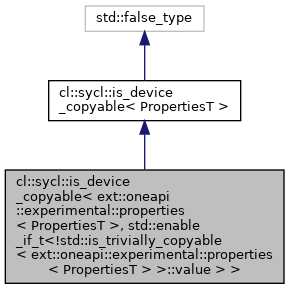 std::false_type
cl::sycl::is_device
_copyable< PropertiesT >
cl::sycl::is_device
_copyable< ext::oneapi
::experimental::properties
< PropertiesT >, std::enable
_if_t<!std::is_trivially_copyable
< ext::oneapi::experimental::properties
< PropertiesT > >::value > >